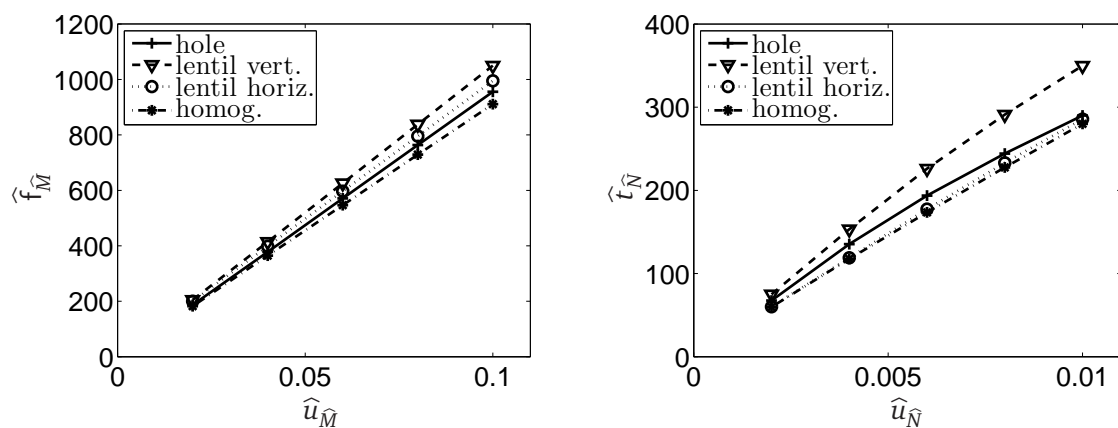 1200
1000
800
600
400
200
0
f̂_M̂
hole
lentil vert.
lentil horiz.
homog.
0 0.05 0.1
û_M̂
400
300
200
100
0
t̂_N̂
hole
lentil vert.
lentil horiz.
homog.
0 0.005 0.01
û_N̂